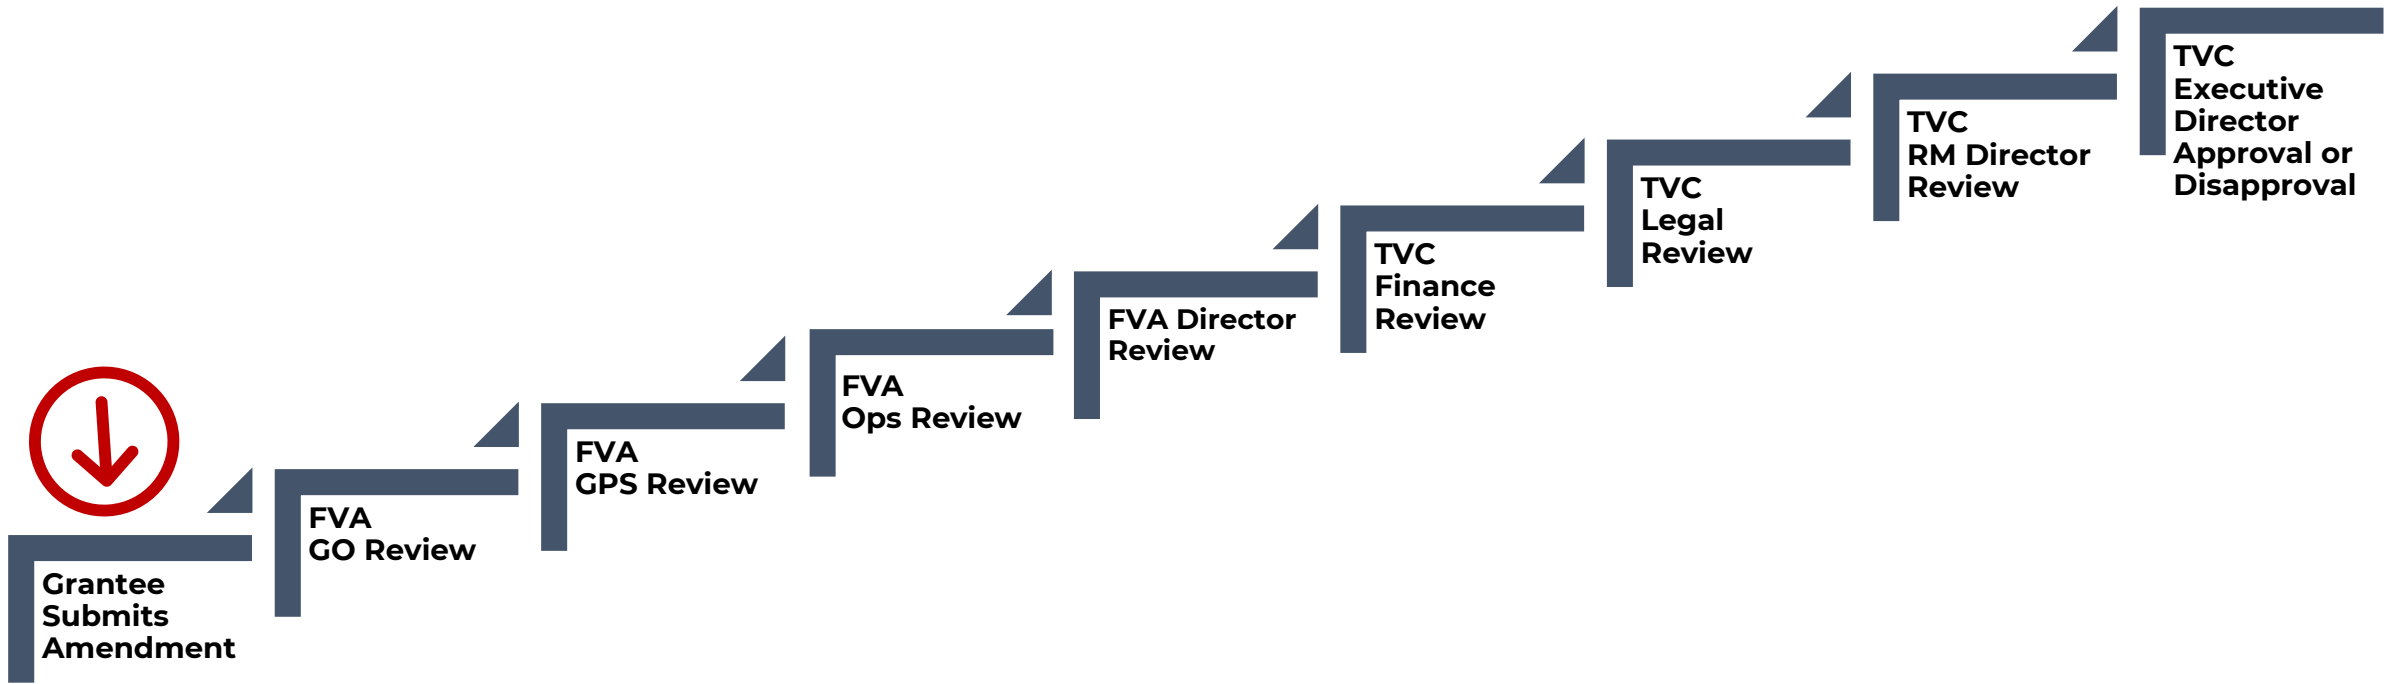 Grantee
Submits
Amendment
FVA
GO Review
FVA
GPS Review
FVA
Ops Review
FVA Director
Review
TVC
Finance
Review
TVC
Legal
Review
TVC
RM Director
Review
TVC
Executive
Director
Approval or
Disapproval